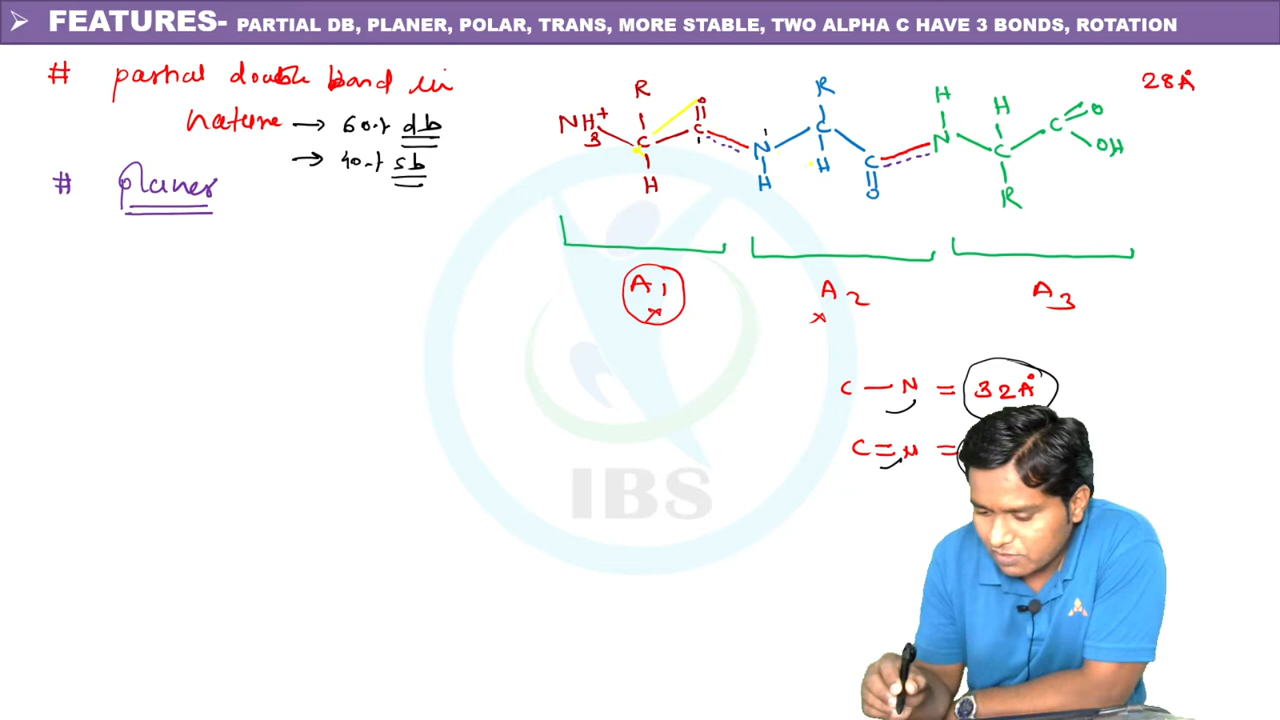 FEATURES- PARTIAL DB, PLANER, POLAR, TRANS, MORE STABLE, TWO ALPHA C HAVE 3 BONDS, ROTATION
# partial double bond in
nature → 60% db
→ 40% sb
# planer
28Å
R R H H O
NH3+ C C N C C N C C OH
H H H O R
A1 A2 A3
x x
C — N = 32Å
C = N =
IBS